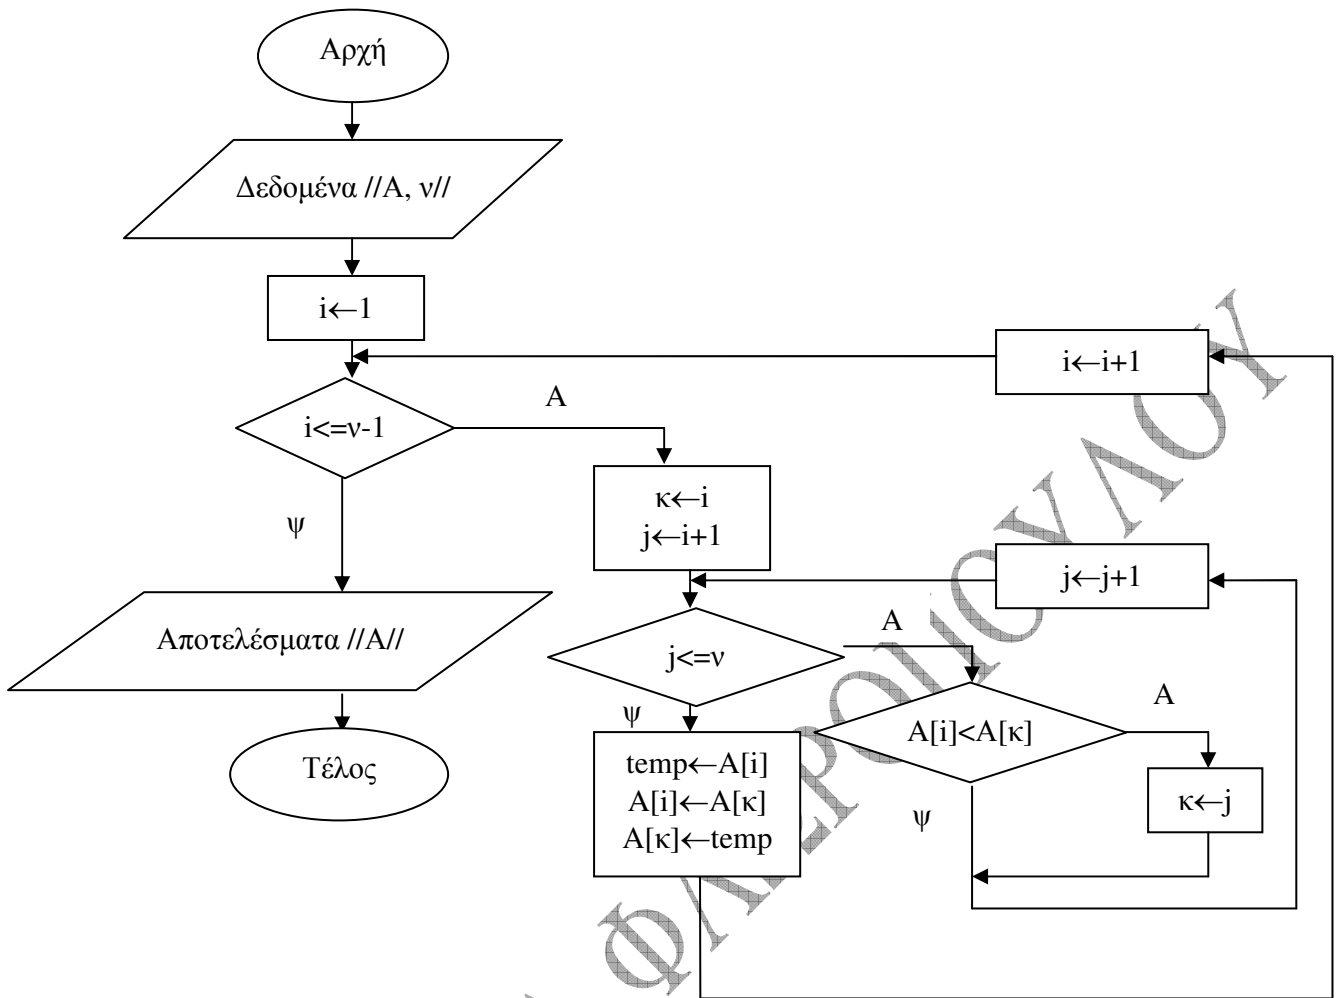 Αρχή
Δεδομένα //Α, ν//
i←1
i←i+1
i<=ν-1
Α
κ←i
j←i+1
ψ
j←j+1
Αποτελέσματα //Α//
j<=ν
Α
Α[i]<Α[κ]
Α
ψ
Τέλος
temp←Α[i]
Α[i]←Α[κ]
Α[κ]←temp
κ←j
ψ